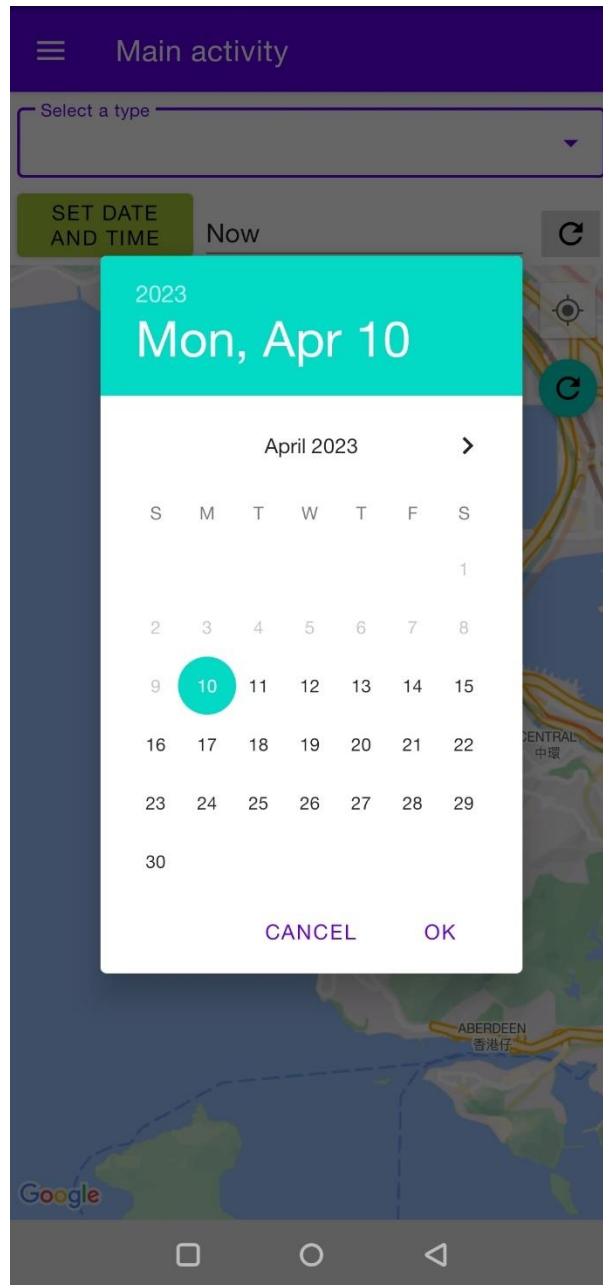 Main activity
Select a type
SET DATE
AND TIME
Now
2023
Mon, Apr 10
April 2023
S M T W T F S
1
2 3 4 5 6 7 8
9 10 11 12 13 14 15
16 17 18 19 20 21 22
23 24 25 26 27 28 29
30
CANCEL OK
CENTRAL
中環
ABERDEEN
香港仔
Google